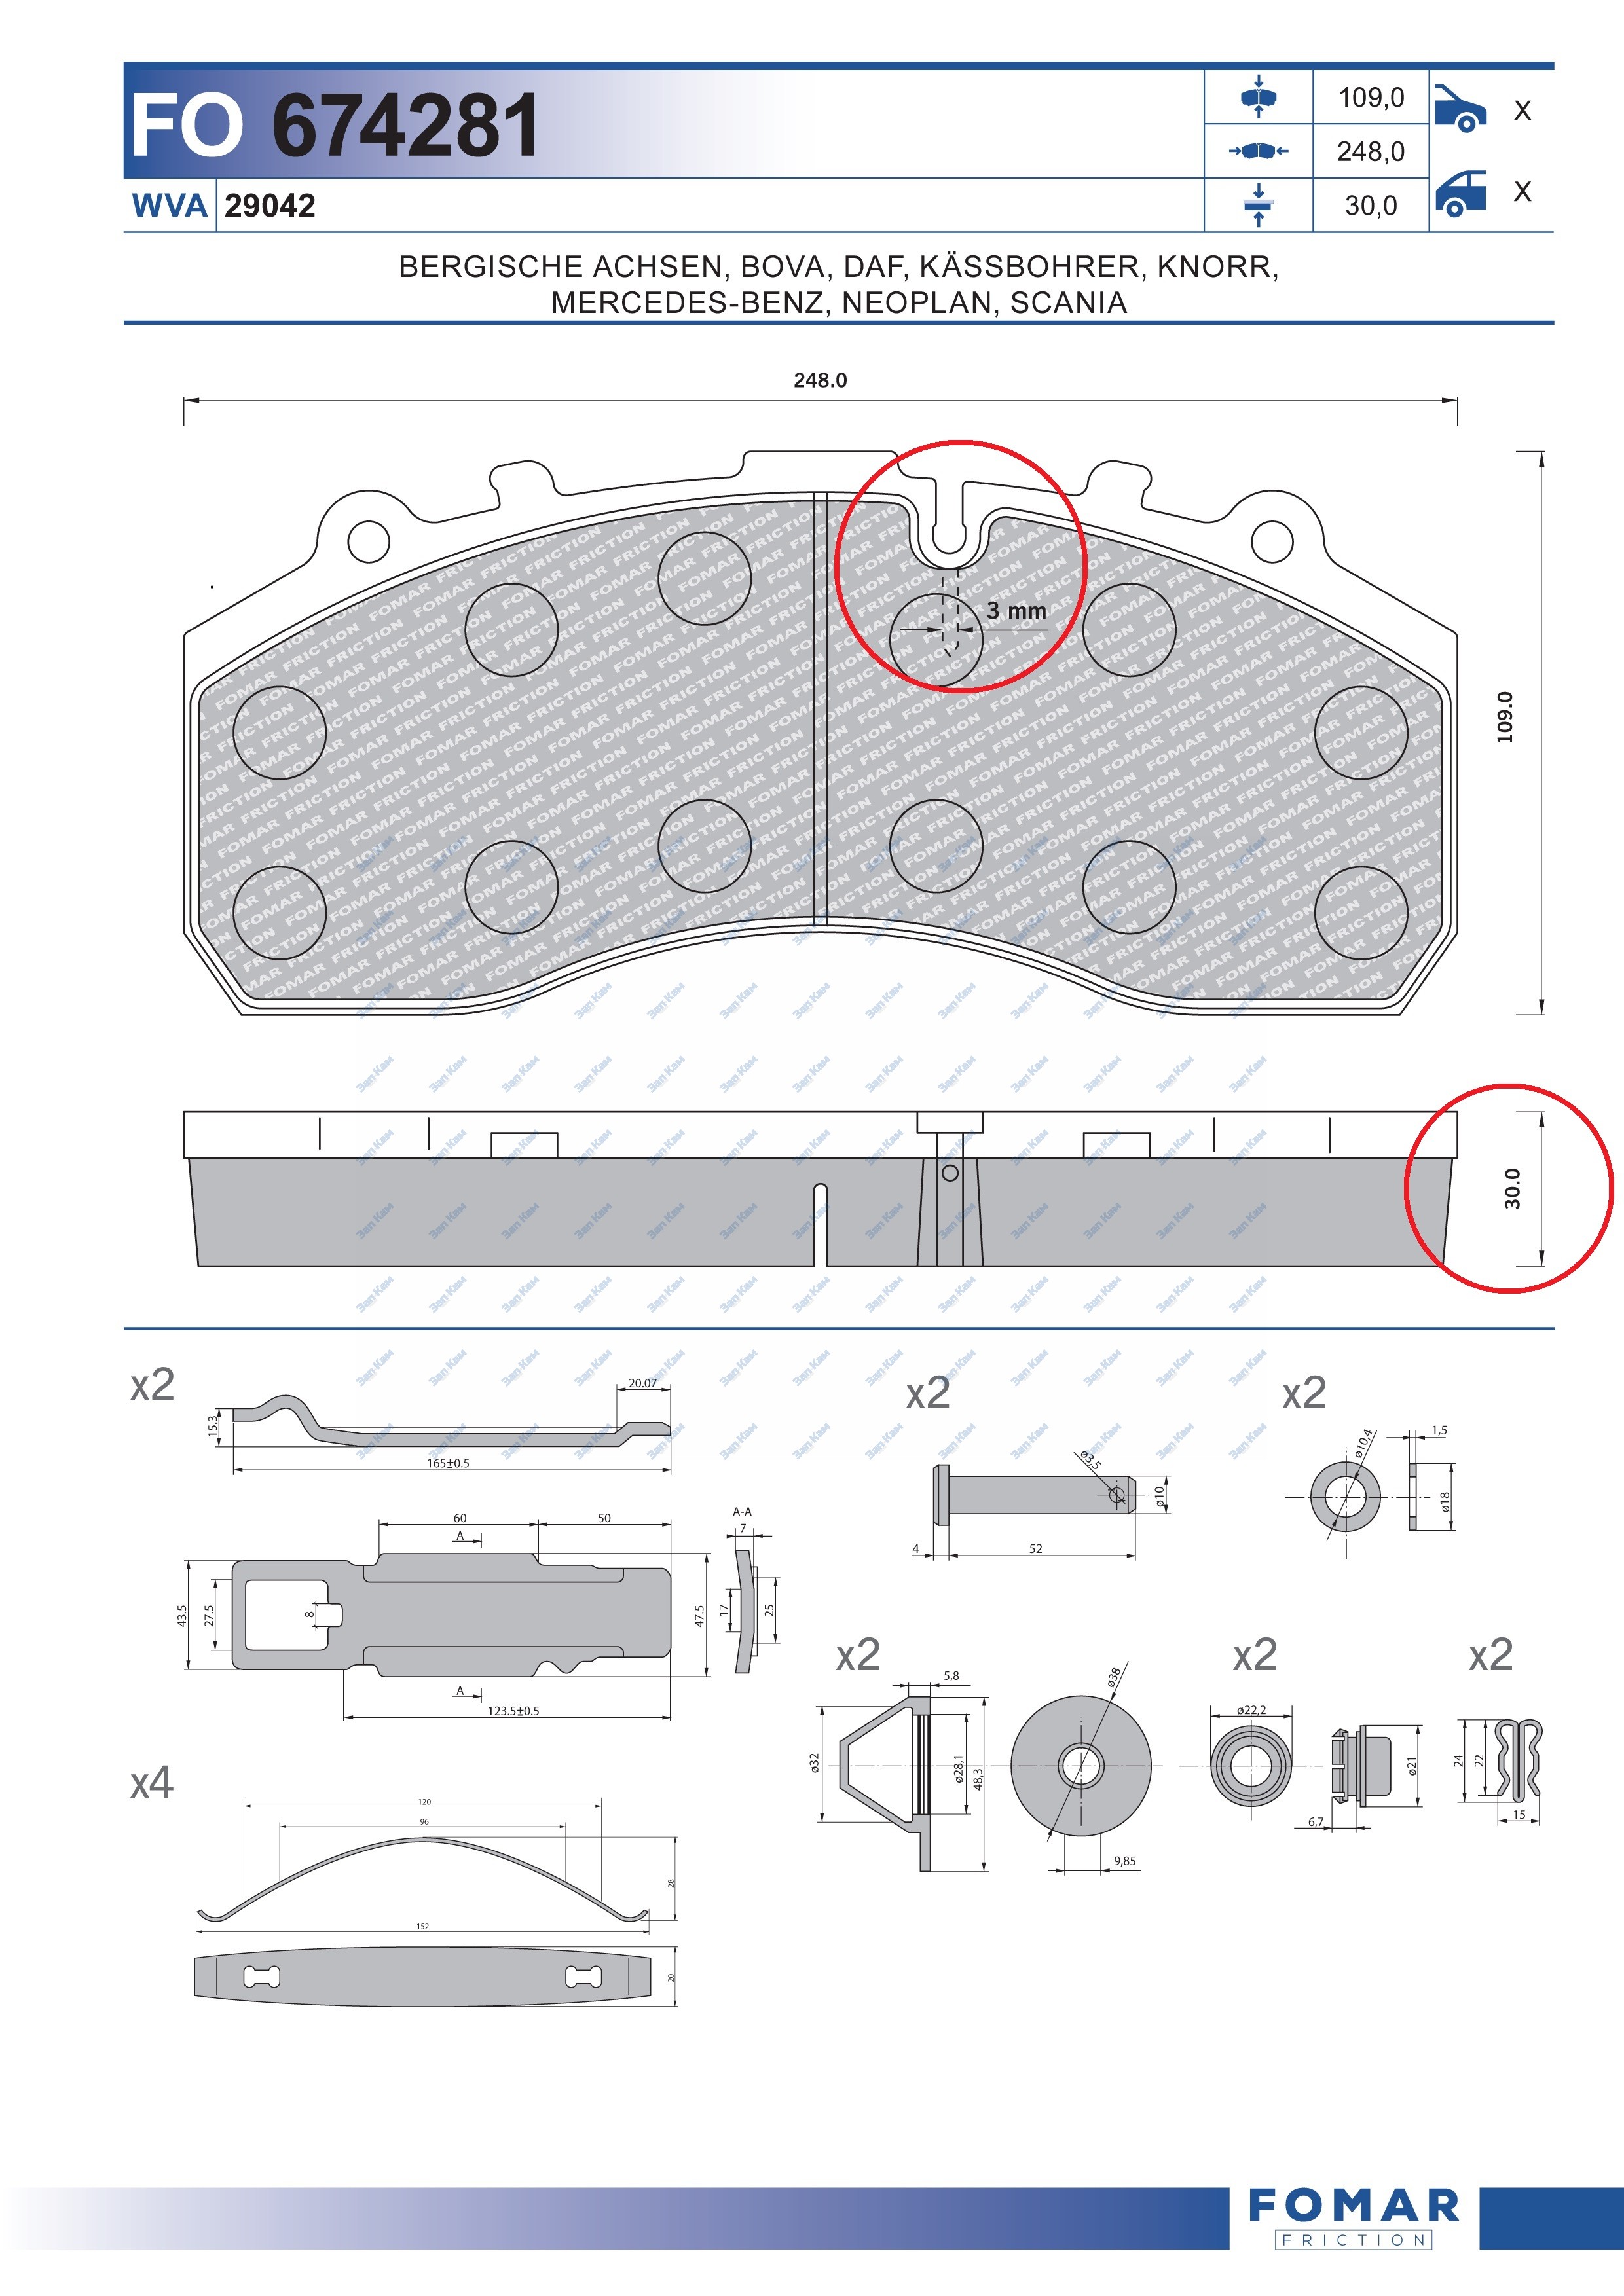 FO 674281
109,0
X
248,0
WVA 29042
30,0
X
BERGISCHE ACHSEN, BOVA, DAF, KÄSSBOHRER, KNORR,
MERCEDES-BENZ, NEOPLAN, SCANIA
248.0
3 mm
109.0
FOMAR FRICTION
Зап Кам
30.0
x2
20.07
15.3
165±0.5
60
50
A
A-A
7
43.5
27.5
8
47.5
17
25
A
123.5±0.5
x2
ø3,5
ø10
4
52
x2
ø10,4
1,5
ø18
x2
5,8
ø38
ø32
ø28,1
48,3
9,85
x2
ø22,2
ø21
6,7
x2
24
22
15
x4
120
96
28
152
20
FOMAR
FRICTION